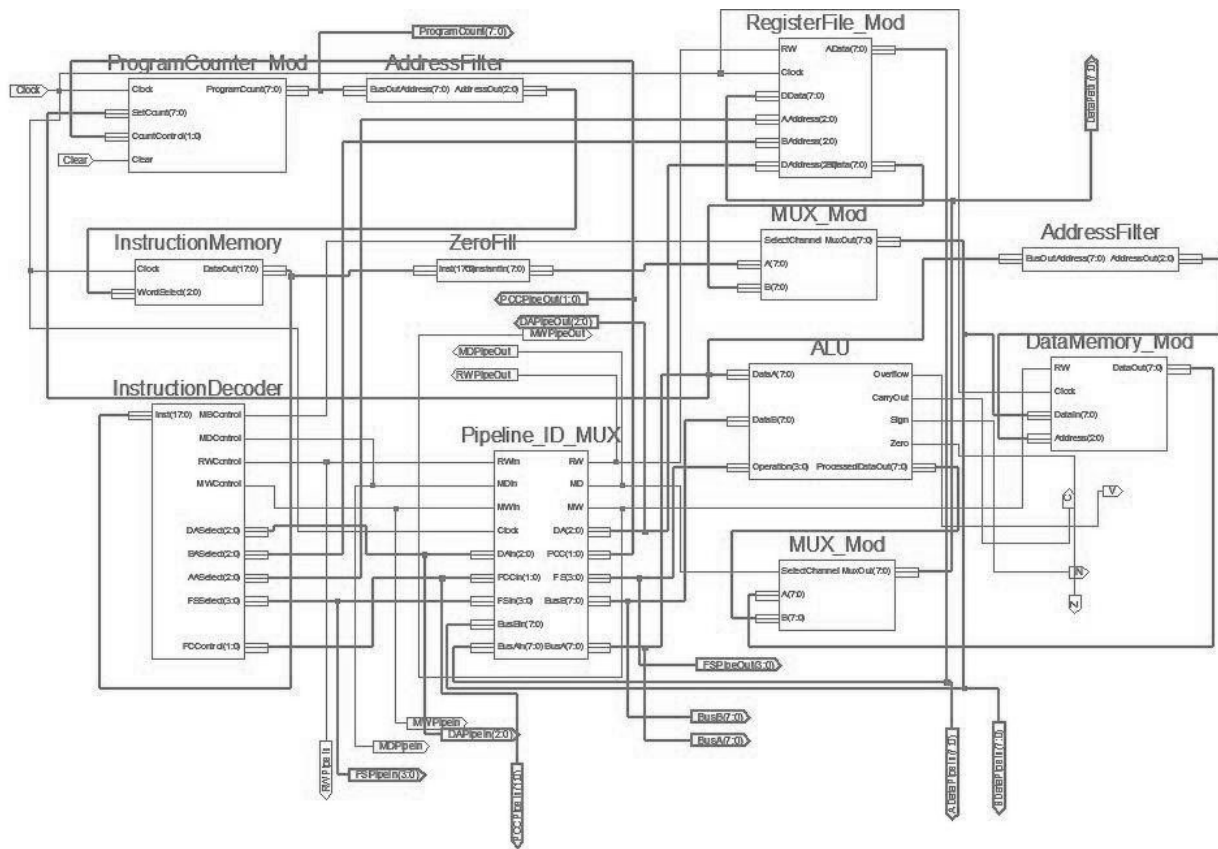 ProgramCount(7:0)
RegisterFile_Mod
RW
AData(7:0)
Clock
DData(7:0)
AAddress(2:0)
BAddress(2:0)
ProgramCounter_Mod
Clock
Clock
ProgramCount(7:0)
SetCount(7:0)
CountControl(1:0)
Clear
Clear
AddressFilter
BusOutAddress(7:0)
AddressOut(2:0)
MUX_Mod
SelectChannel
MuxOut(7:0)
A(7:0)
B(7:0)
AddressFilter
BusOutAddress(7:0)
AddressOut(2:0)
InstructionMemory
Clock
DataOut(17:0)
WordSelect(2:0)
ZeroFill
PCCPipeOut(1:0)
DAPipeOut(2:0)
MWPipeOut
MDPipeOut
RWPipeOut
ALU
DataA(7:0)
Overflow
CarryOut
DataB(7:0)
Sign
Zero
Operation(3:0)
ProcessedDataOut(7:0)
DataMemory_Mod
RW
DataOut(7:0)
Clock
DataIn(7:0)
Address(2:0)
InstructionDecoder
Inst(17:0)
MBControl
MDControl
RWControl
MWControl
DASelect(2:0)
BASelect(2:0)
AASelect(2:0)
FSSelect(3:0)
PCControl(1:0)
Pipeline_ID_MUX
RWIn
RW
MDIn
MD
MWIn
MW
Clock
DA(2:0)
DAIn(2:0)
PCC(1:0)
PCCIn(1:0)
FS(3:0)
FSIn(3:0)
BusB(7:0)
BusBIn(7:0)
BusAIn(7:0)
BusA(7:0)
C
V
N
Z
MUX_Mod
SelectChannel
MuxOut(7:0)
A(7:0)
B(7:0)
FSPipeOut(3:0)
BusB(7:0)
BusA(7:0)
MWPipeIn
DAPipeIn(2:0)
MDPipeIn
FSPipeIn(3:0)
RWPipeIn
PCCPipeIn(1:0)
ADataPipeIn(7:0)
BDataPipeIn(7:0)